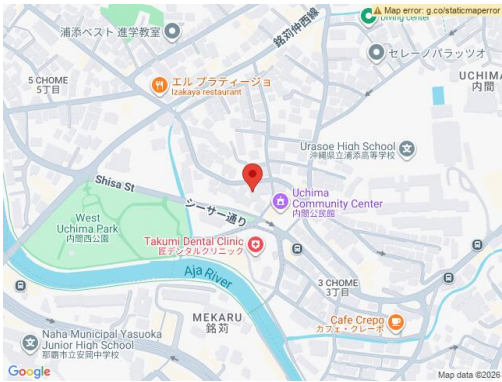 Map error: g.co/staticmaperror
浦添ベスト 進学教室
銘苅仲西線
Diving center
セレーノパラッツオ
5 CHOME
5丁目
エル プラティージョ
Izakaya restaurant
UCHIMA
内間
Urasoe High School
沖縄県立浦添高等学校
Shisa St
シーサー通り
Uchima
Community Center
内間公民館
West
Uchima Park
内間西公園
Takumi Dental Clinic
匠デンタルクリニック
Aja River
3 CHOME
3丁目
MEKARU
銘苅
Cafe Crepo
カフェ・クレーポ
Naha Municipal Yasuoka
Junior High School
那覇市立安岡中学校
Google
Map data ©2026